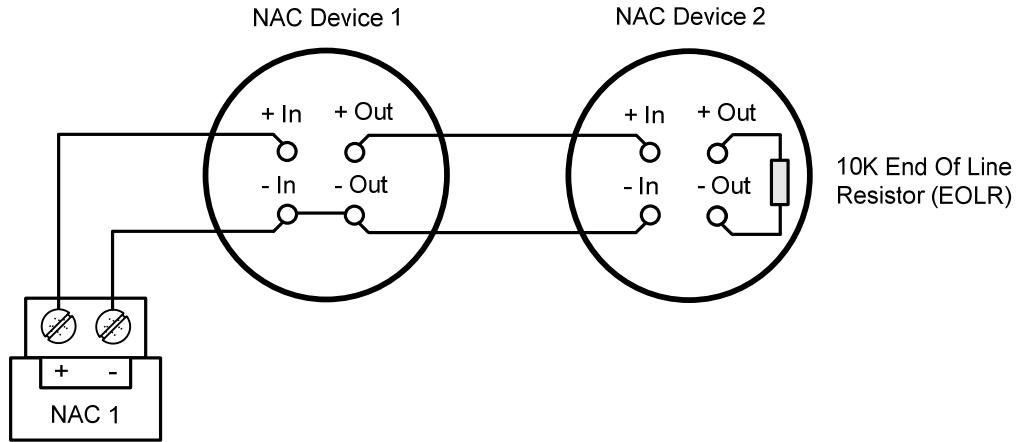 NAC Device 1
NAC Device 2
+ In
+ Out
- In
- Out
+ In
+ Out
- In
- Out
10K End Of Line
Resistor (EOLR)
+ -
NAC 1